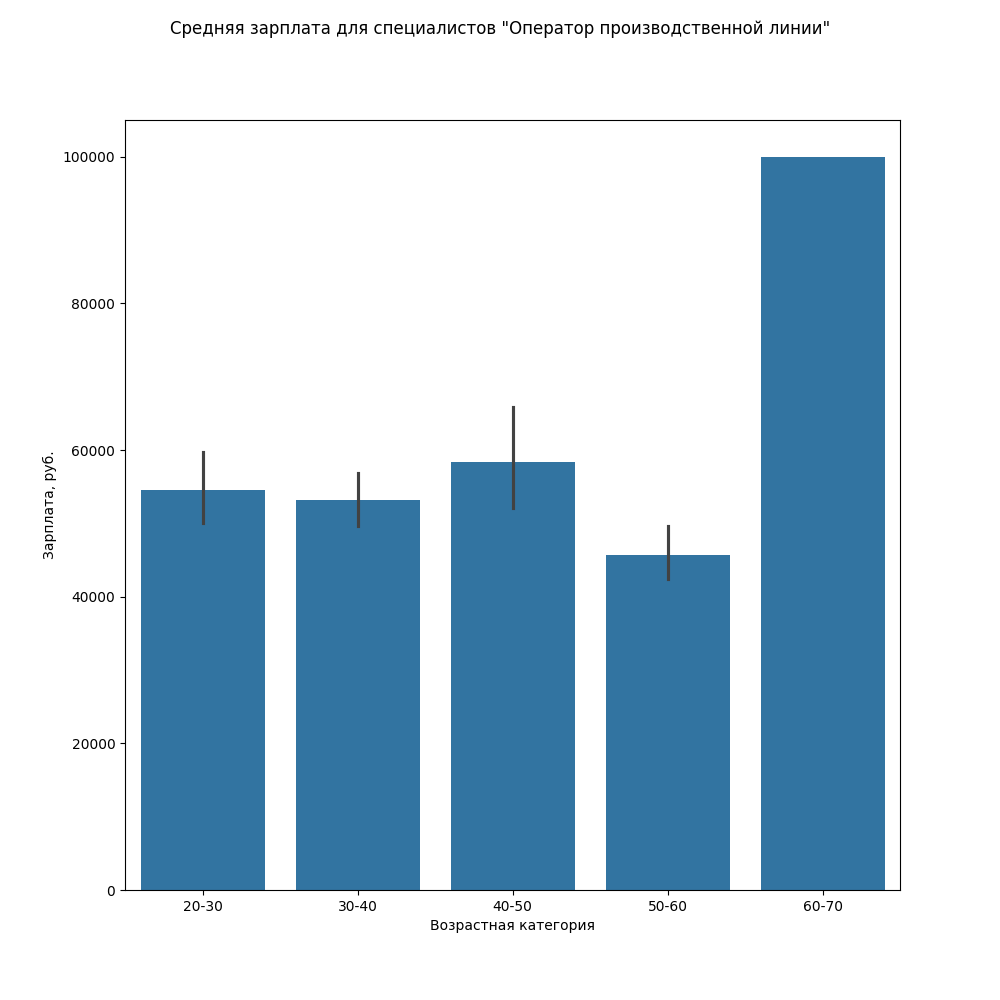 Средняя зарплата для специалистов "Оператор производственной линии"
100000
80000
60000
40000
20000
0
Зарплата, руб.
20-30 30-40 40-50 50-60 60-70
Возрастная категория